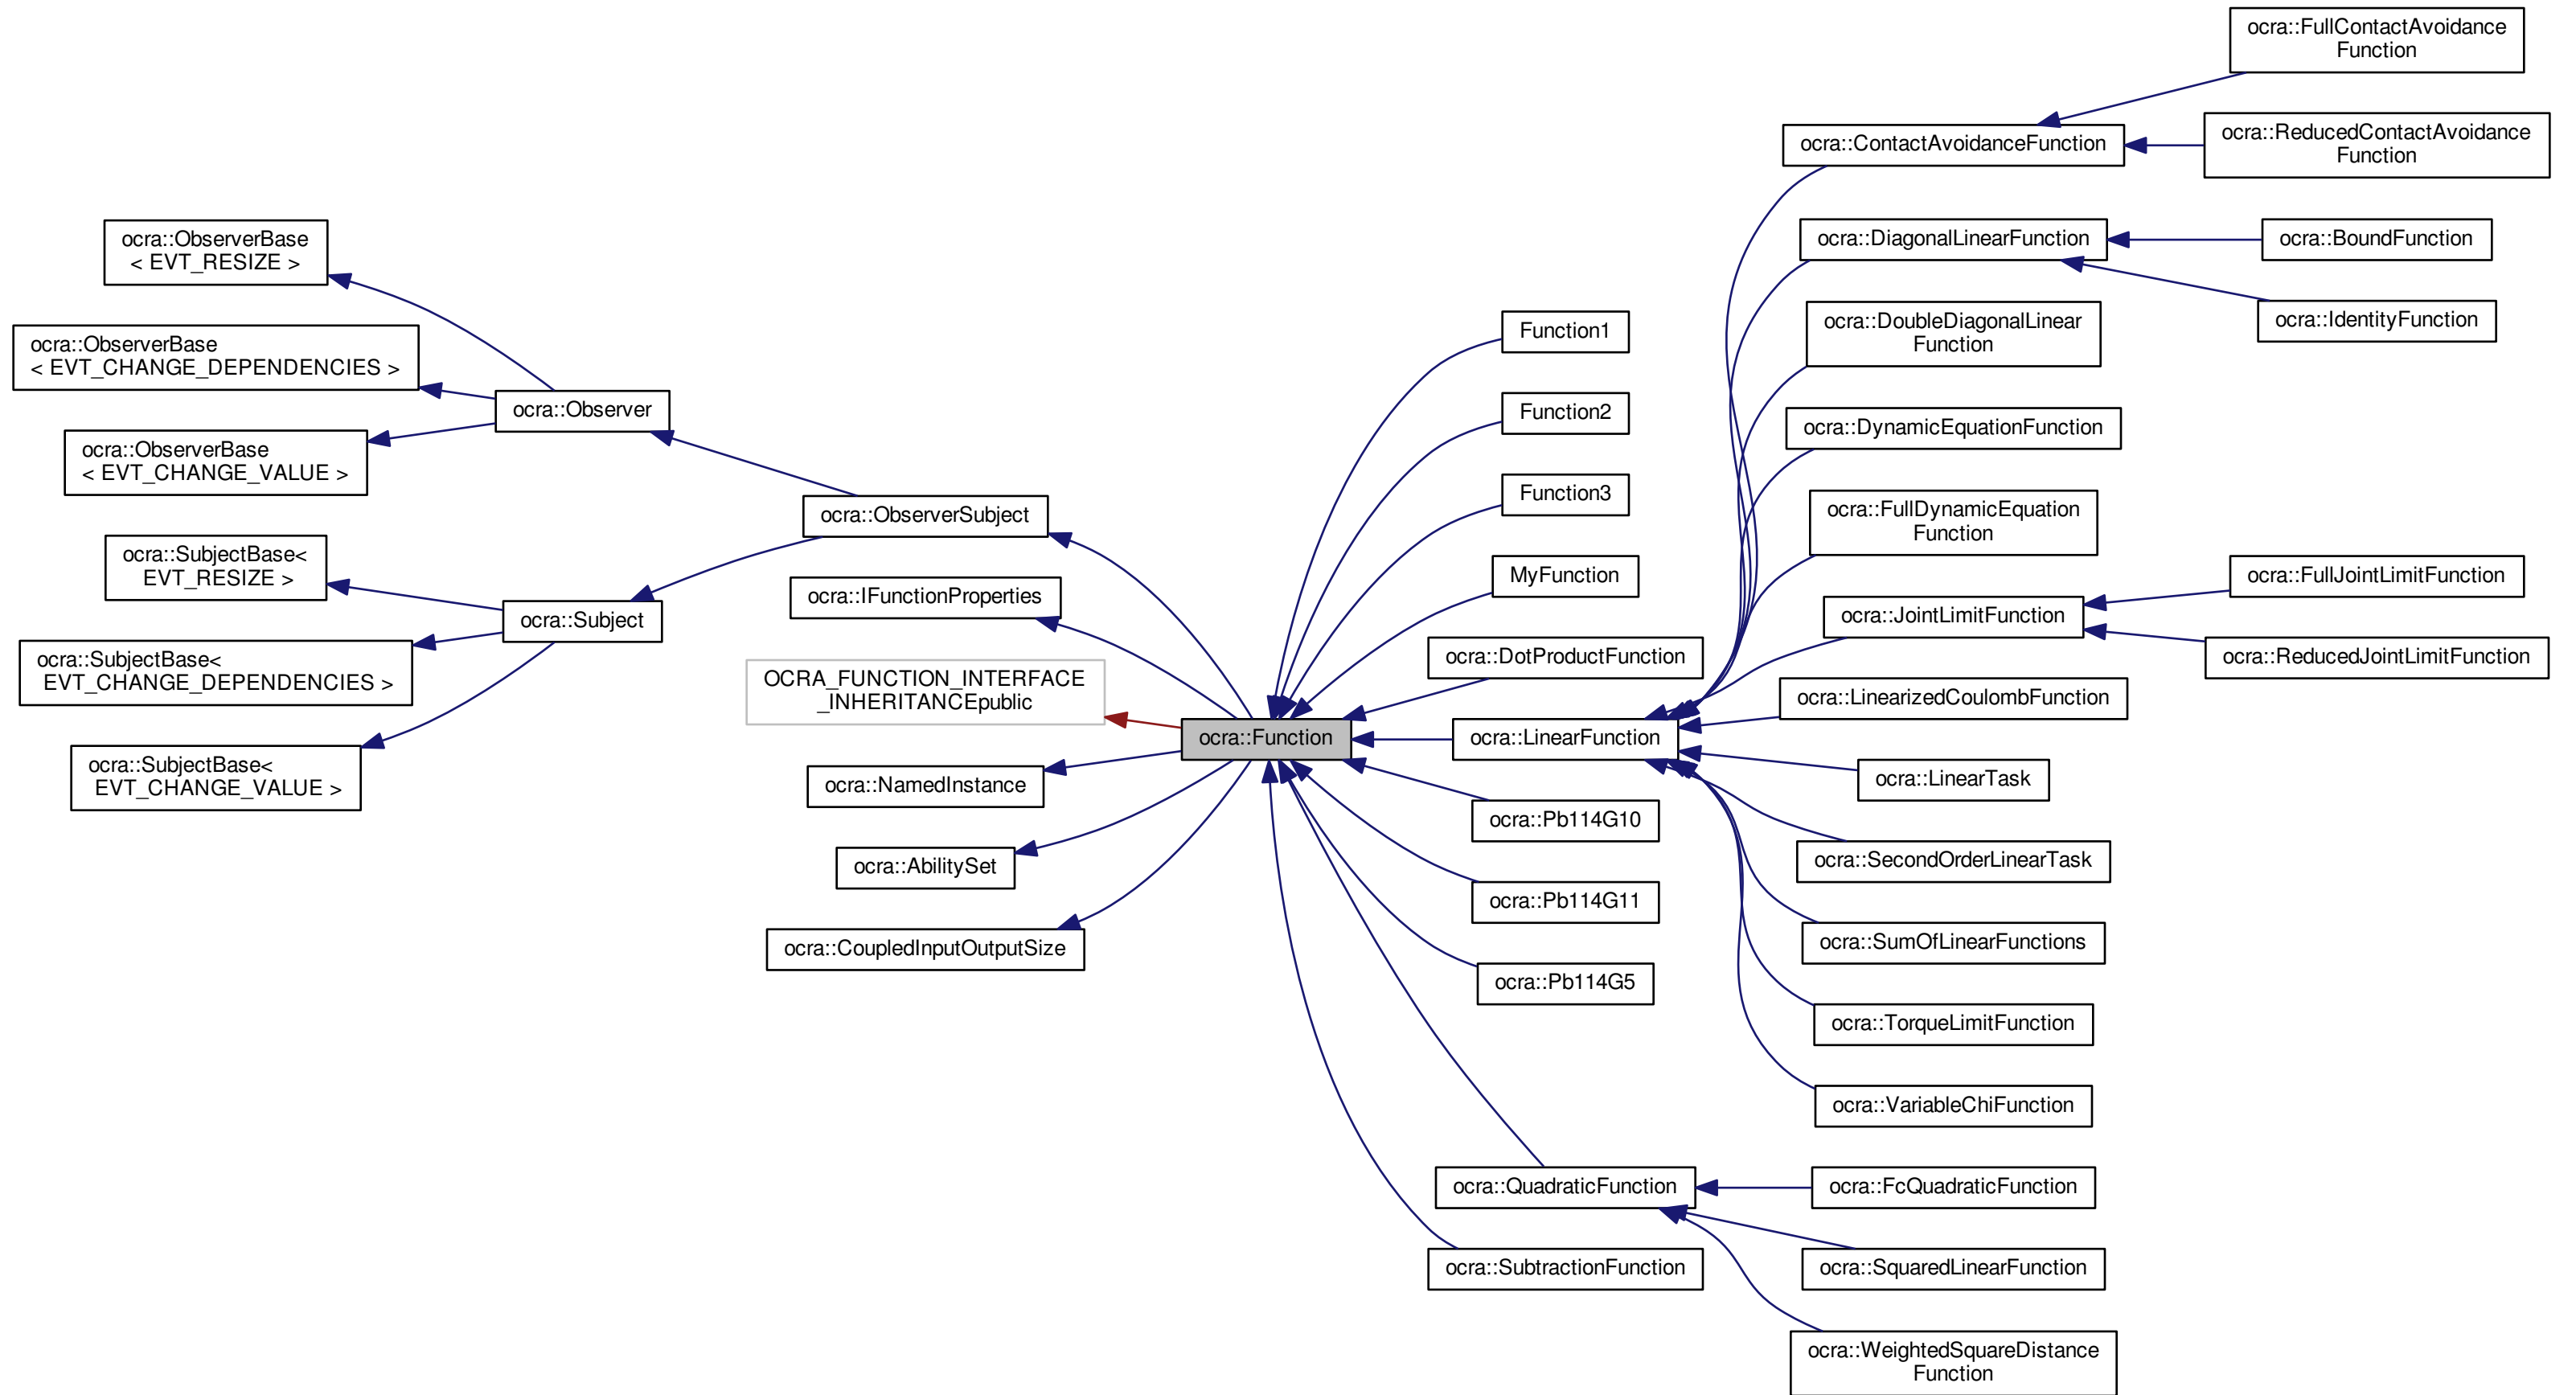 ocra::ObserverBase
< EVT_RESIZE >
ocra::ObserverBase
< EVT_CHANGE_DEPENDENCIES >
ocra::ObserverBase
< EVT_CHANGE_VALUE >
ocra::SubjectBase<
EVT_RESIZE >
ocra::SubjectBase<
EVT_CHANGE_DEPENDENCIES >
ocra::SubjectBase<
EVT_CHANGE_VALUE >
ocra::Observer
ocra::Subject
ocra::ObserverSubject
ocra::IFunctionProperties
OCRA_FUNCTION_INTERFACE
_INHERITANCEpublic
ocra::NamedInstance
ocra::AbilitySet
ocra::CoupledInputOutputSize
ocra::Function
Function1
Function2
Function3
MyFunction
ocra::DotProductFunction
ocra::LinearFunction
ocra::Pb114G10
ocra::Pb114G11
ocra::Pb114G5
ocra::QuadraticFunction
ocra::SubtractionFunction
ocra::ContactAvoidanceFunction
ocra::DiagonalLinearFunction
ocra::DoubleDiagonalLinear
Function
ocra::DynamicEquationFunction
ocra::FullDynamicEquation
Function
ocra::JointLimitFunction
ocra::LinearizedCoulombFunction
ocra::LinearTask
ocra::SecondOrderLinearTask
ocra::SumOfLinearFunctions
ocra::TorqueLimitFunction
ocra::VariableChiFunction
ocra::FcQuadraticFunction
ocra::SquaredLinearFunction
ocra::WeightedSquareDistance
Function
ocra::FullContactAvoidance
Function
ocra::ReducedContactAvoidance
Function
ocra::BoundFunction
ocra::IdentityFunction
ocra::FullJointLimitFunction
ocra::ReducedJointLimitFunction